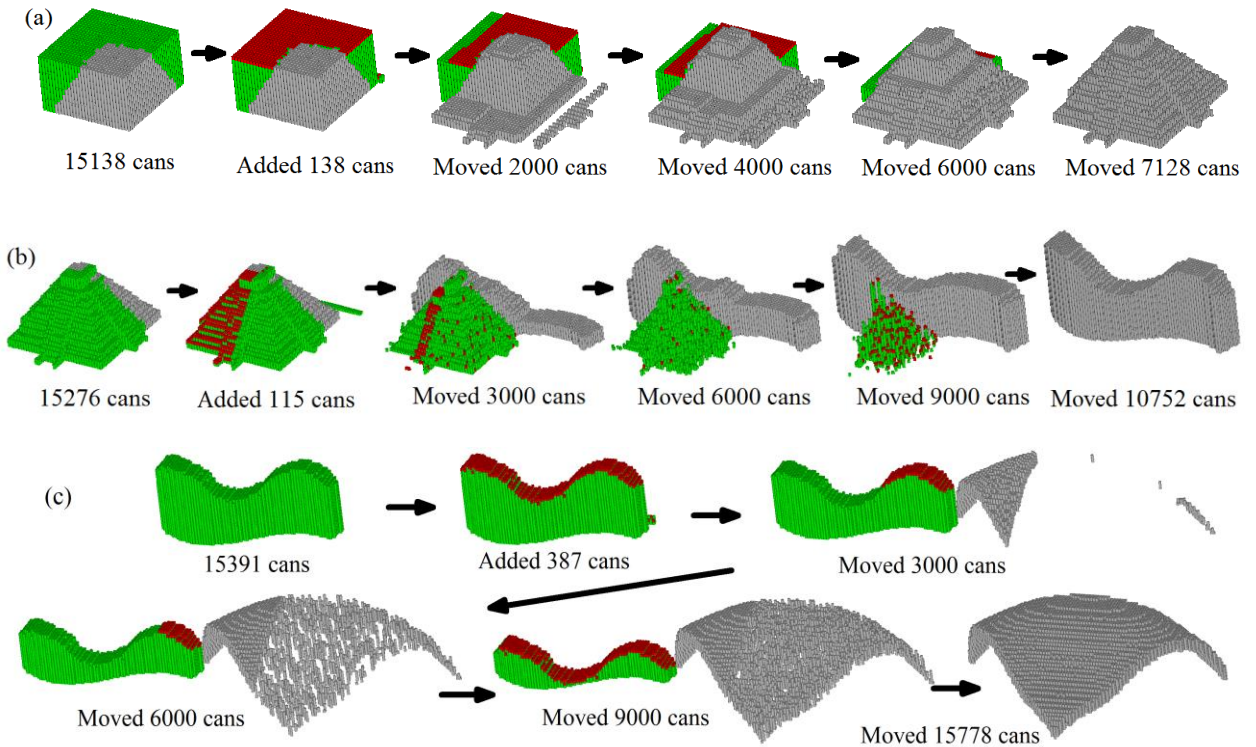 (a)
15138 cans
Added 138 cans
Moved 2000 cans
Moved 4000 cans
Moved 6000 cans
Moved 7128 cans
(b)
15276 cans
Added 115 cans
Moved 3000 cans
Moved 6000 cans
Moved 9000 cans
Moved 10752 cans
(c)
15391 cans
Added 387 cans
Moved 3000 cans
Moved 6000 cans
Moved 9000 cans
Moved 15778 cans